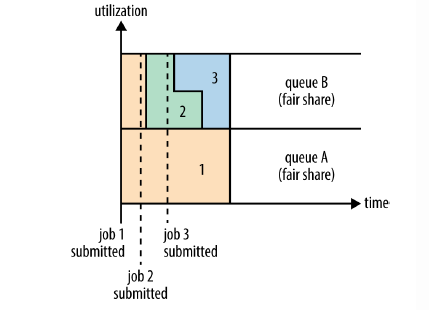 utilization
3
queue B
(fair share)
2
1
queue A
(fair share)
time
job 1
submitted
job 3
submitted
job 2
submitted